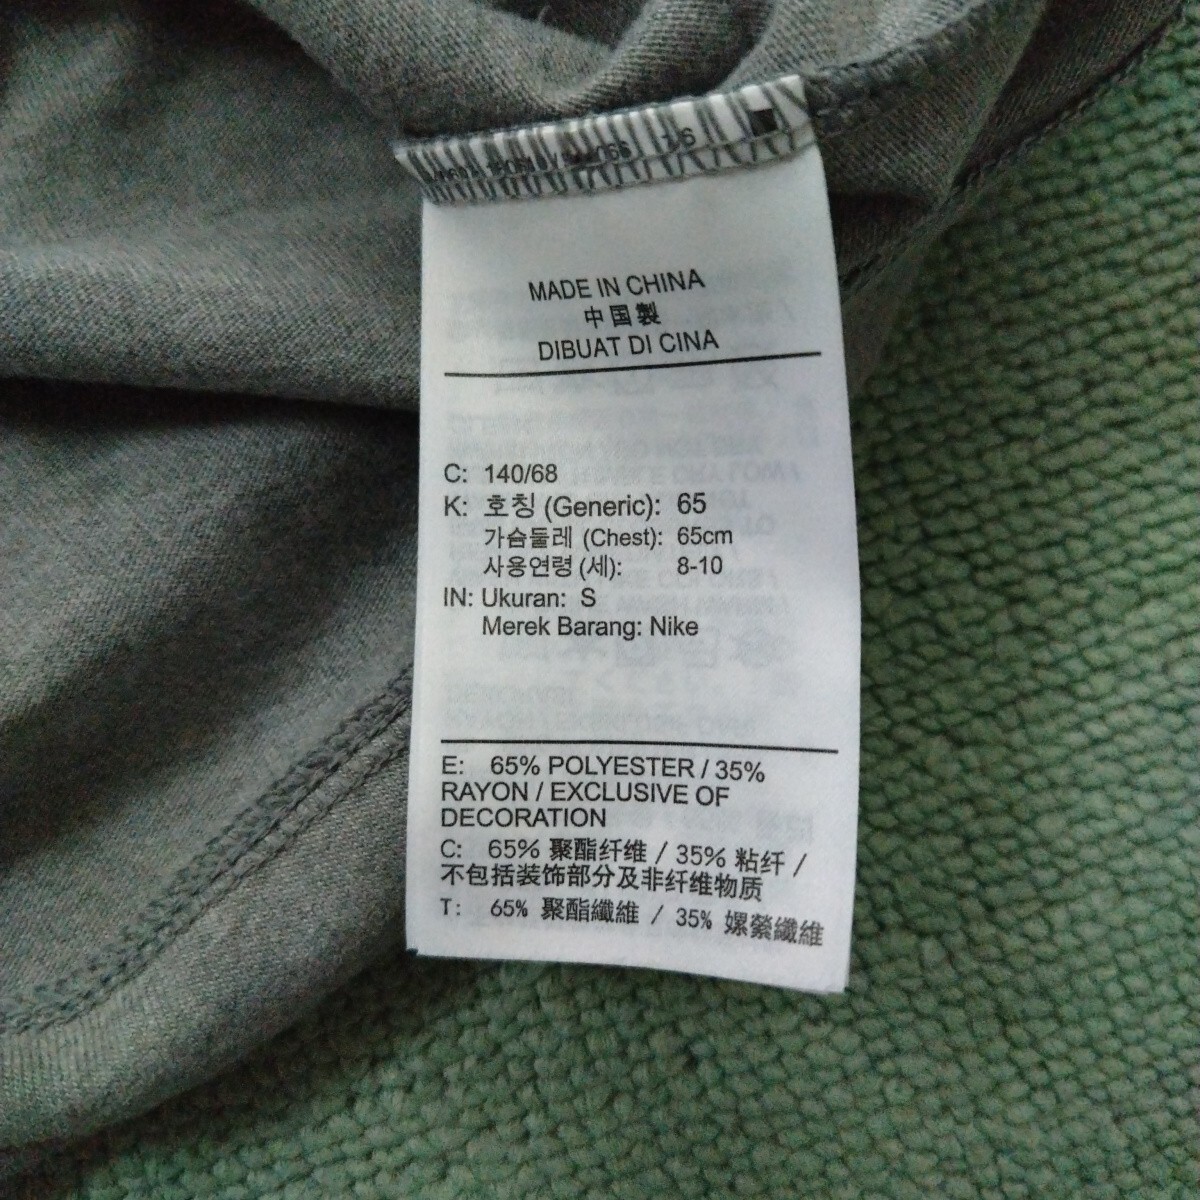 MADE IN CHINA
中国製
DIBUAT DI CINA
C: 140/68
K: 호칭 (Generic): 65
가슴둘레 (Chest): 65cm
사용연령 (세): 8-10
IN: Ukuran: S
Merek Barang: Nike
E: 65% POLYESTER / 35%
RAYON / EXCLUSIVE OF
DECORATION
C: 65% 聚酯纤维 / 35% 粘纤 /
不包括装饰部分及非纤维物质
T: 65% 聚酯纖維 / 35% 嫘縈纖維